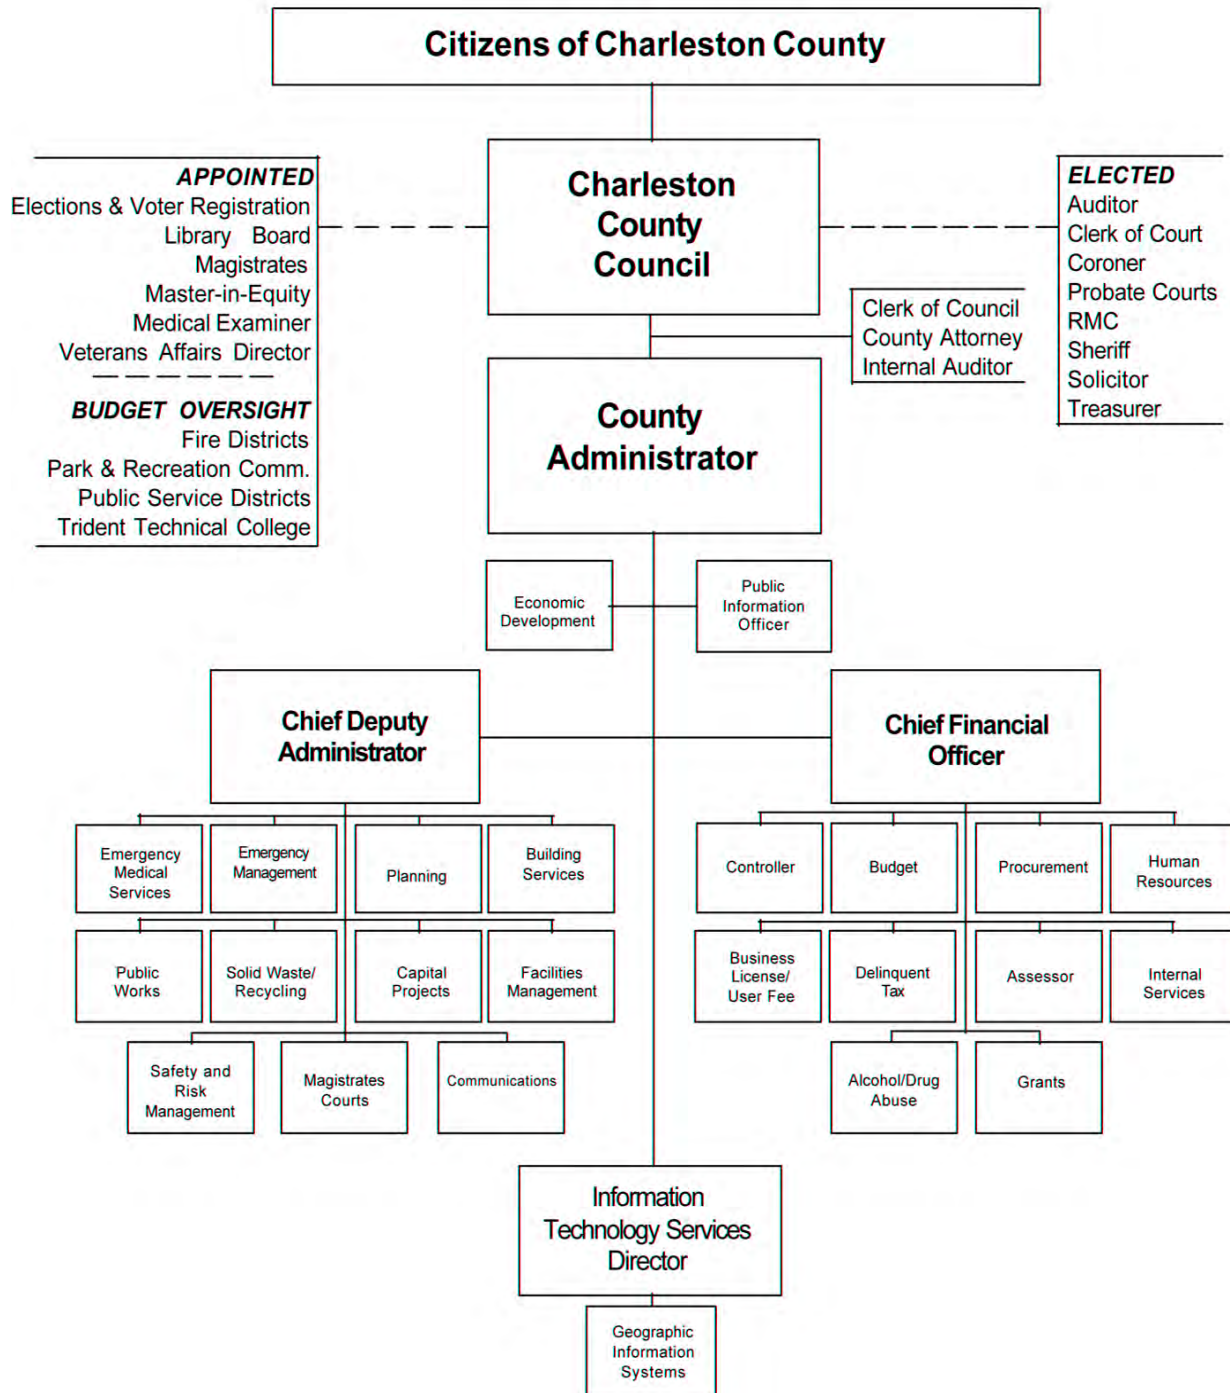 Citizens of Charleston County
Charleston
County
Council
APPOINTED
Elections & Voter Registration
Library Board
Magistrates
Master-in-Equity
Medical Examiner
Veterans Affairs Director
BUDGET OVERSIGHT
Fire Districts
Park & Recreation Comm.
Public Service Districts
Trident Technical College
ELECTED
Auditor
Clerk of Court
Coroner
Probate Courts
RMC
Sheriff
Solicitor
Treasurer
Clerk of Council
County Attorney
Internal Auditor
County
Administrator
Economic
Development
Public
Information
Officer
Chief Deputy
Administrator
Chief Financial
Officer
Emergency
Medical
Services
Emergency
Management
Planning
Building
Services
Public
Works
Solid Waste/
Recycling
Capital
Projects
Facilities
Management
Safety and
Risk
Management
Magistrates
Courts
Communications
Controller
Budget
Procurement
Human
Resources
Business
License/
User Fee
Delinquent
Tax
Assessor
Internal
Services
Alcohol/Drug
Abuse
Grants
Information
Technology Services
Director
Geographic
Information
Systems